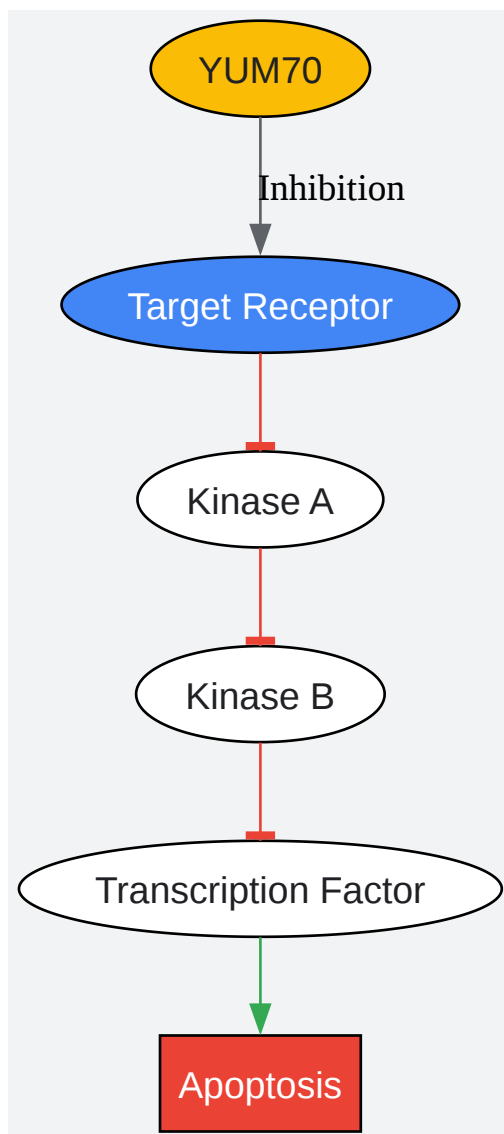 YUM70
Inhibition
Target Receptor
Kinase A
Kinase B
Transcription Factor
Apoptosis